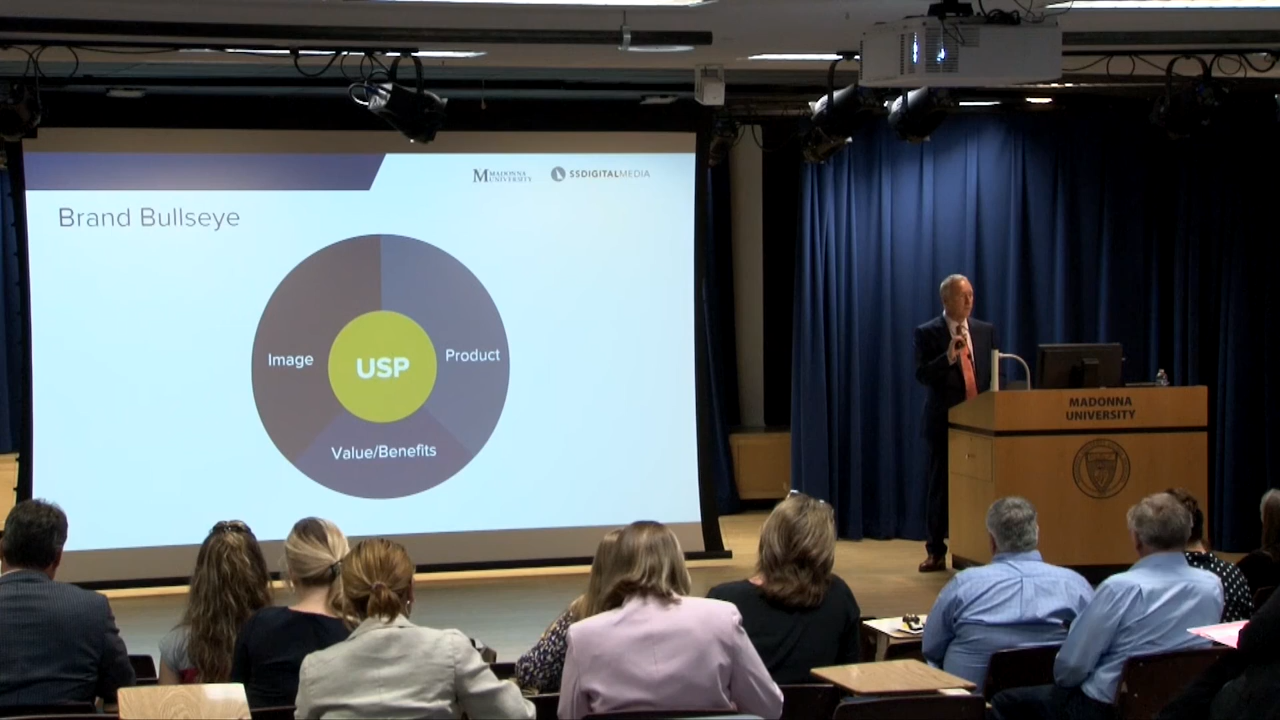 MADONNA
UNIVERSITY
SSDIGITALMEDIA
Brand Bullseye
Image
USP
Product
Value/Benefits
MADONNA
UNIVERSITY